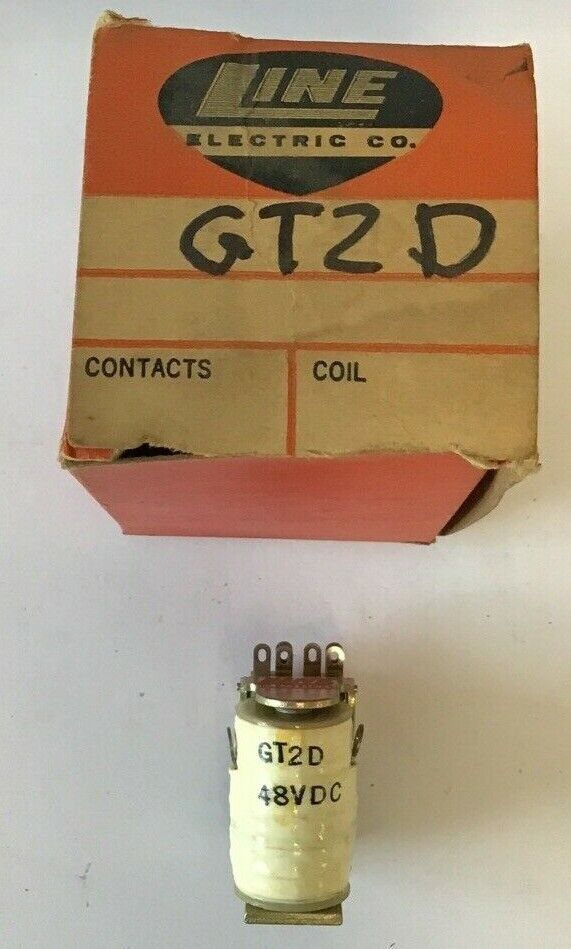 LINE
ELECTRIC CO.
GT2D
CONTACTS
COIL
GT2D
48VDC